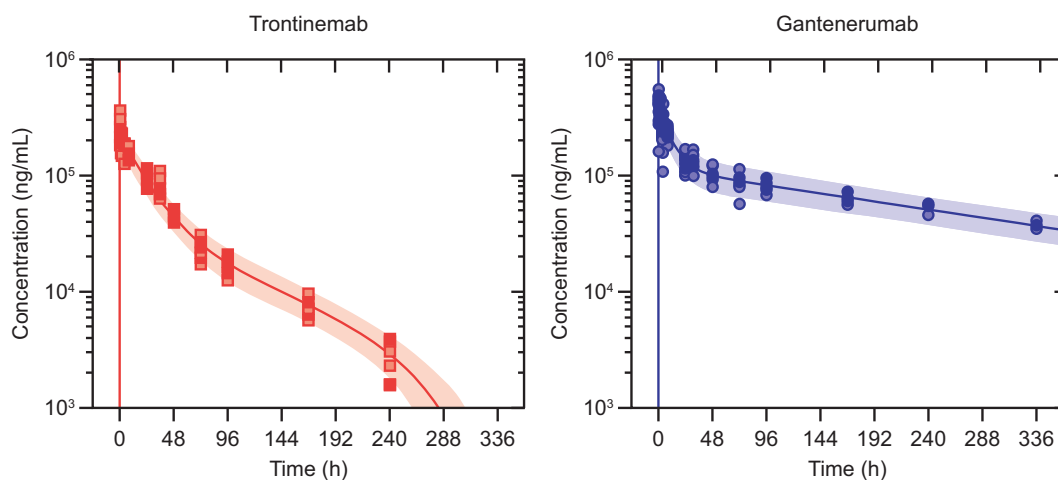 Trontinemab
Gantenerumab
Concentration (ng/mL)
10⁶
10⁵
10⁴
10³
0 48 96 144 192 240 288 336
Time (h)
Concentration (ng/mL)
10⁶
10⁵
10⁴
10³
0 48 96 144 192 240 288 336
Time (h)